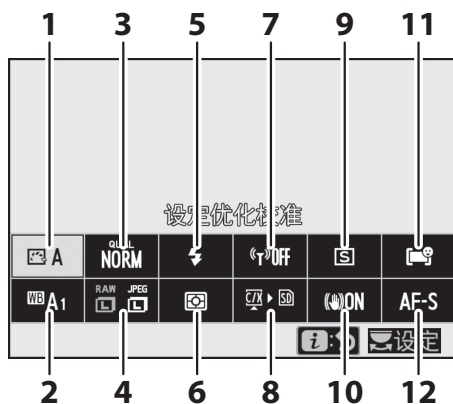 1 3 5 7 9 11
设定优化校准
A QUAL NORM T OFF S
WB A1 RAW L JPEG L C/X SD ON AF-S
i: 设定
2 4 6 8 10 12